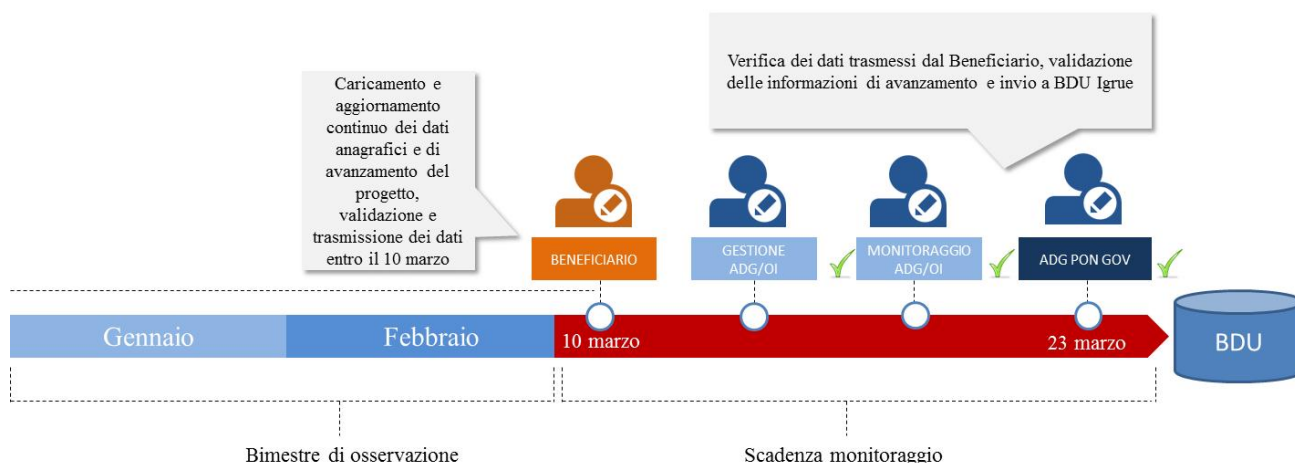 Caricamento e
aggiornamento
continuo dei dati
anagrafici e di
avanzamento del
progetto,
validazione e
trasmissione dei dati
entro il 10 marzo
Verifica dei dati trasmessi dal Beneficiario, validazione
delle informazioni di avanzamento e invio a BDU Igrue
BENEFICIARIO
GESTIONE
ADG/OI
MONITORAGGIO
ADG/OI
ADG PON GOV
Gennaio
Febbraio
10 marzo
23 marzo
BDU
Bimestre di osservazione
Scadenza monitoraggio